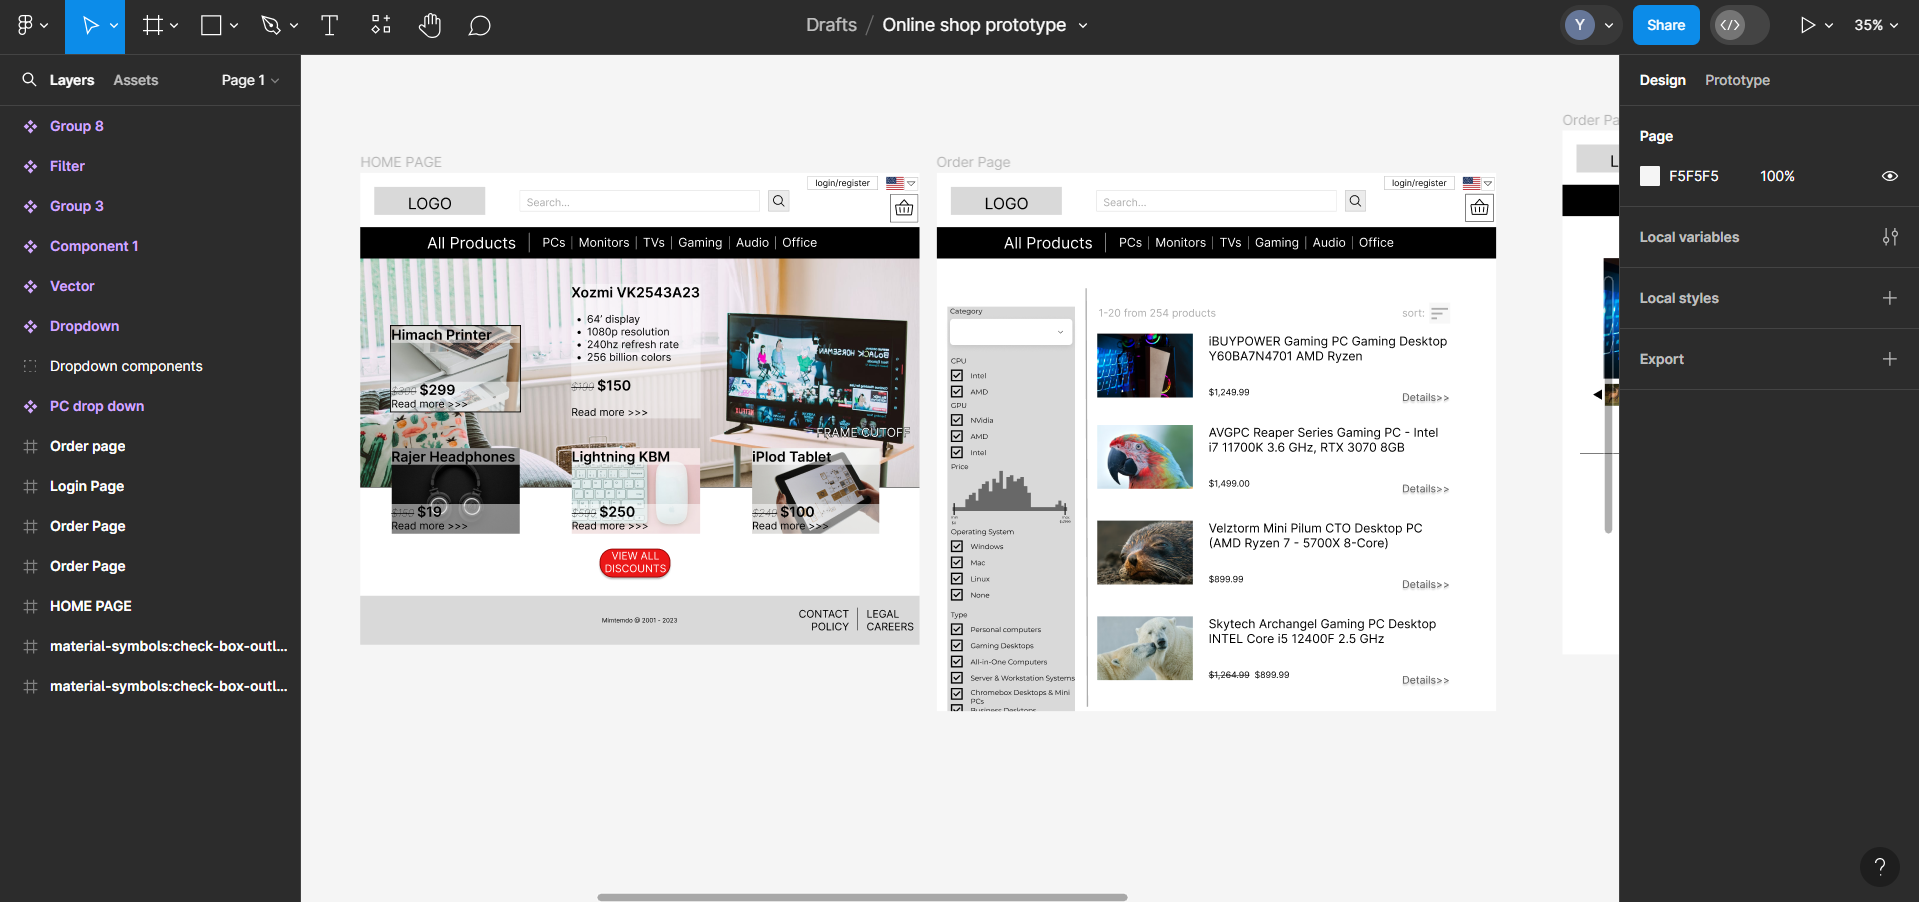 Drafts / Online shop prototype
Y
Share
35%
Layers
Assets
Page 1
Group 8
Filter
Group 3
Component 1
Vector
Dropdown
Dropdown components
PC drop down
Order page
Login Page
Order Page
Order Page
HOME PAGE
material-symbols:check-box-outl...
material-symbols:check-box-outl...
HOME PAGE
login/register
LOGO
Search...
All Products
PCs | Monitors | TVs | Gaming | Audio | Office
Xozmi VK2543A23
• 64' display
• 1080p resolution
• 240hz refresh rate
• 256 billion colors
$199 $150
Read more >>>
Himach Printer
$299
Read more >>>
FRAME CUTOFF
Rajer Headphones
$150 $19
Read more >>>
Lightning KBM
$599 $250
Read more >>>
iPlod Tablet
$249 $100
Read more >>>
VIEW ALL
DISCOUNTS
Mimtemdo @ 2001 - 2023
CONTACT
POLICY
LEGAL
CAREERS
Order Page
login/register
LOGO
Search...
All Products
PCs | Monitors | TVs | Gaming | Audio | Office
Category
CPU
Intel
AMD
GPU
NVidia
AMD
Intel
Price
Operating System
Windows
Mac
Linux
None
Type
Personal computers
Gaming Desktops
All-in-One Computers
Server & Workstation Systems
Chromebox Desktops & Mini
PCs
Business Desktops
1-20 from 254 products
sort:
iBUYPOWER Gaming PC Gaming Desktop
Y60BA7N4701 AMD Ryzen
$1,249.99
Details>>
AVGPC Reaper Series Gaming PC - Intel
i7 11700K 3.6 GHz, RTX 3070 8GB
$1,499.00
Details>>
Velztorm Mini Pilum CTO Desktop PC
(AMD Ryzen 7 - 5700X 8-Core)
$899.99
Details>>
Skytech Archangel Gaming PC Desktop
INTEL Core i5 12400F 2.5 GHz
$1,264.99 $899.99
Details>>
Order Pa
L
Design
Prototype
Page
F5F5F5
100%
Local variables
Local styles
Export
?